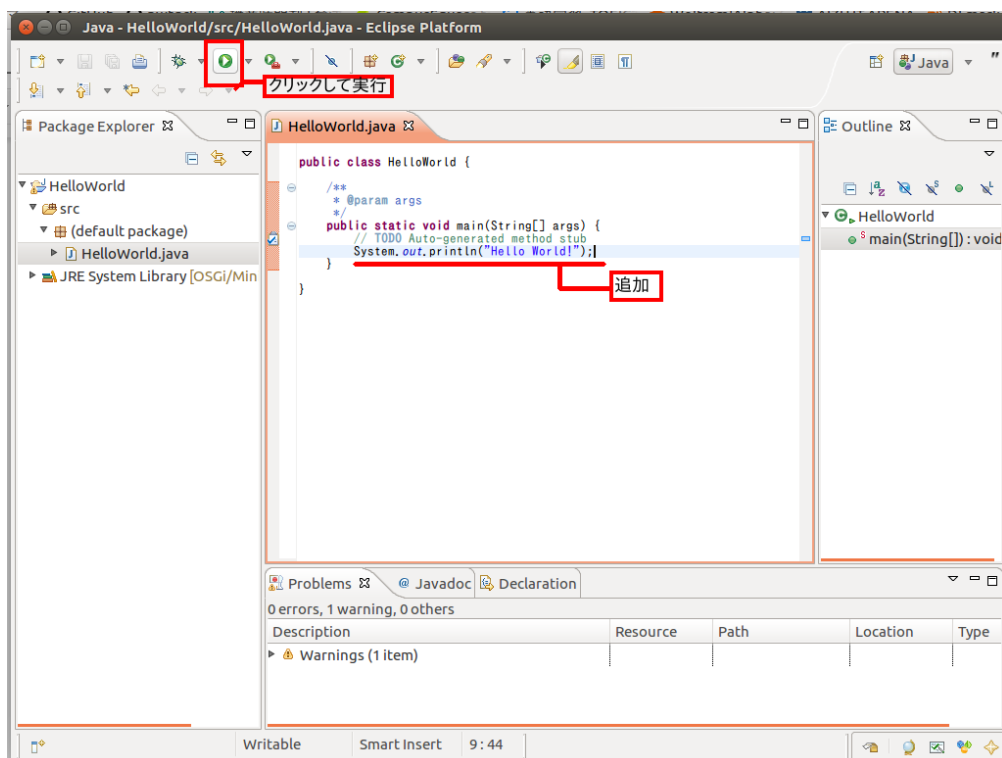 Java - HelloWorld/src/HelloWorld.java - Eclipse Platform
Java
"
クリックして実行
Package Explorer
HelloWorld
src
(default package)
HelloWorld.java
JRE System Library [OSGi/Min
HelloWorld.java
public class HelloWorld {
/**
* @param args
*/
public static void main(String[] args) {
// TODO Auto-generated method stub
System.out.println("Hello World!");
}
}
追加
Outline
HelloWorld
main(String[]) : void
Problems
@ Javadoc
Declaration
0 errors, 1 warning, 0 others
Description Resource Path Location Type
Warnings (1 item)
Writable Smart Insert 9 : 44